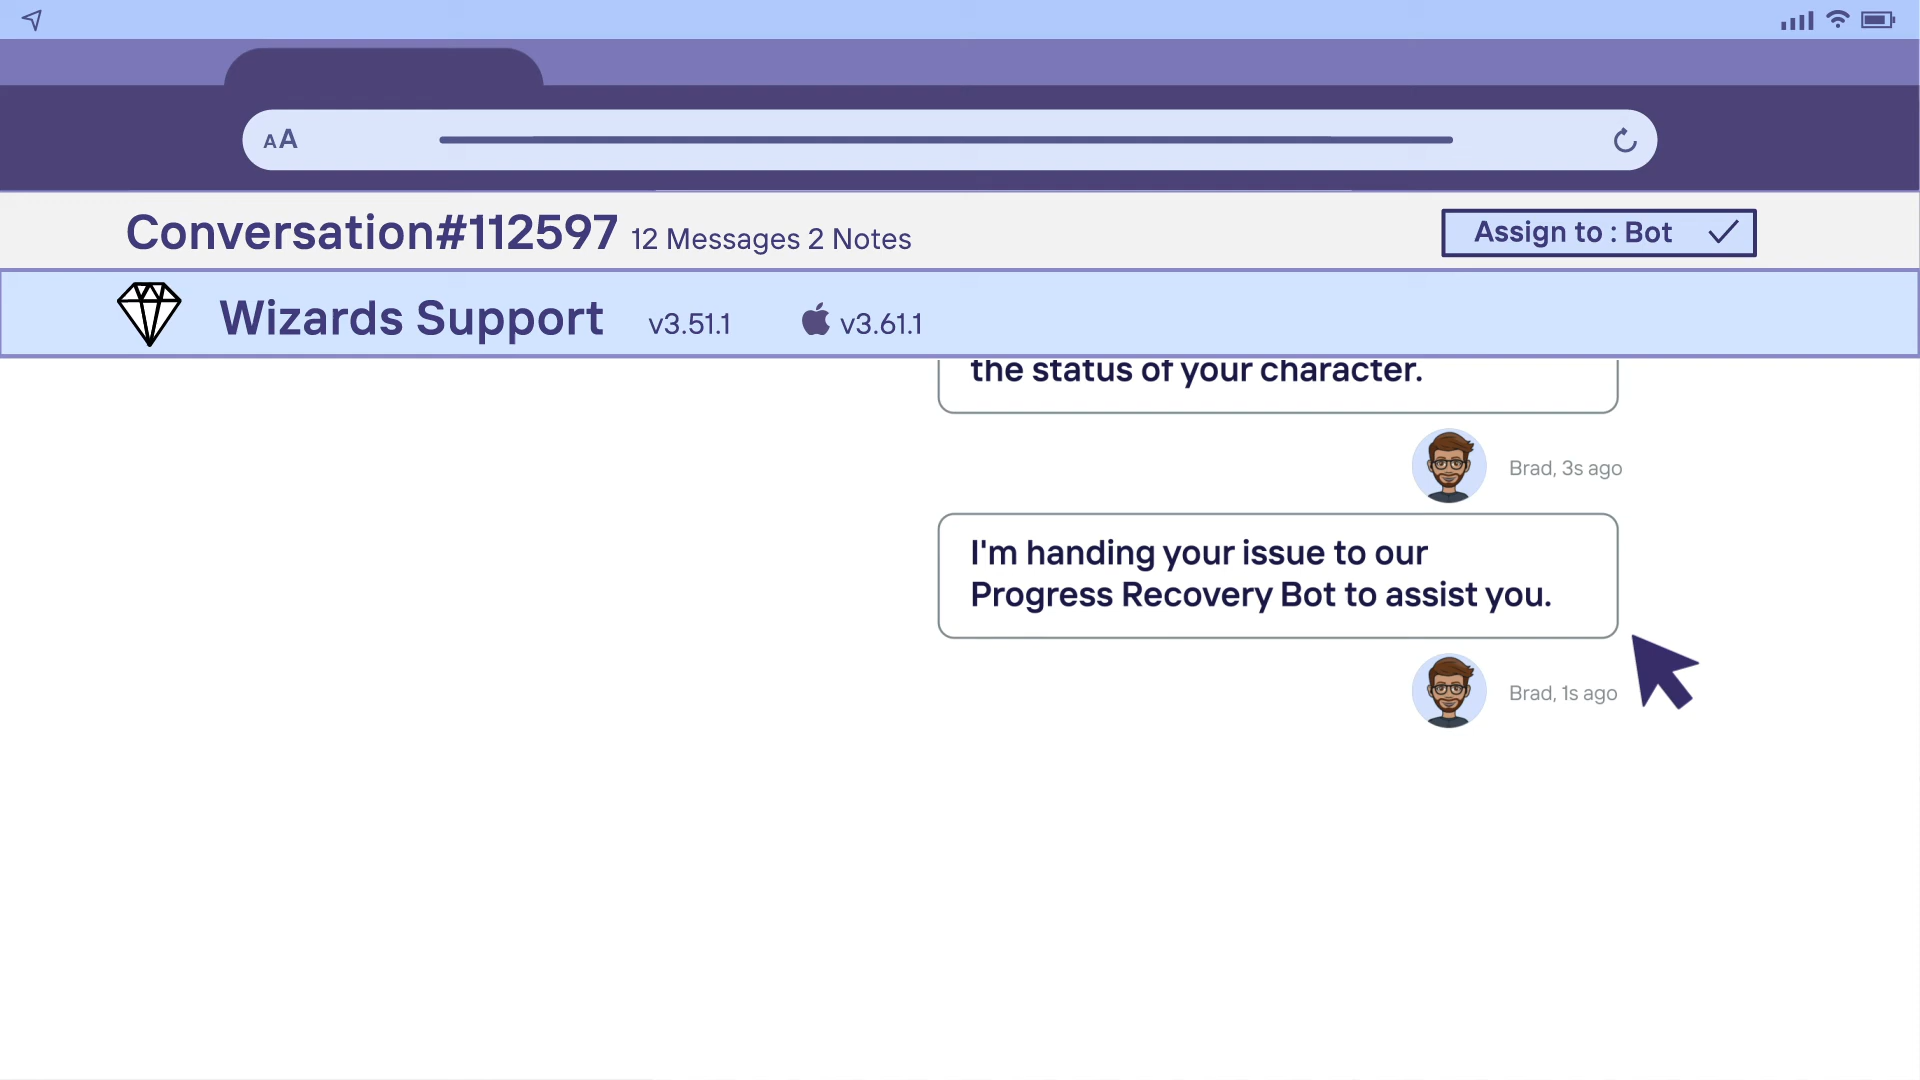 AA
Conversation#112597 12 Messages 2 Notes
Assign to : Bot
Wizards Support v3.51.1 v3.61.1
the status of your character.
Brad, 3s ago
I'm handing your issue to our
Progress Recovery Bot to assist you.
Brad, 1s ago